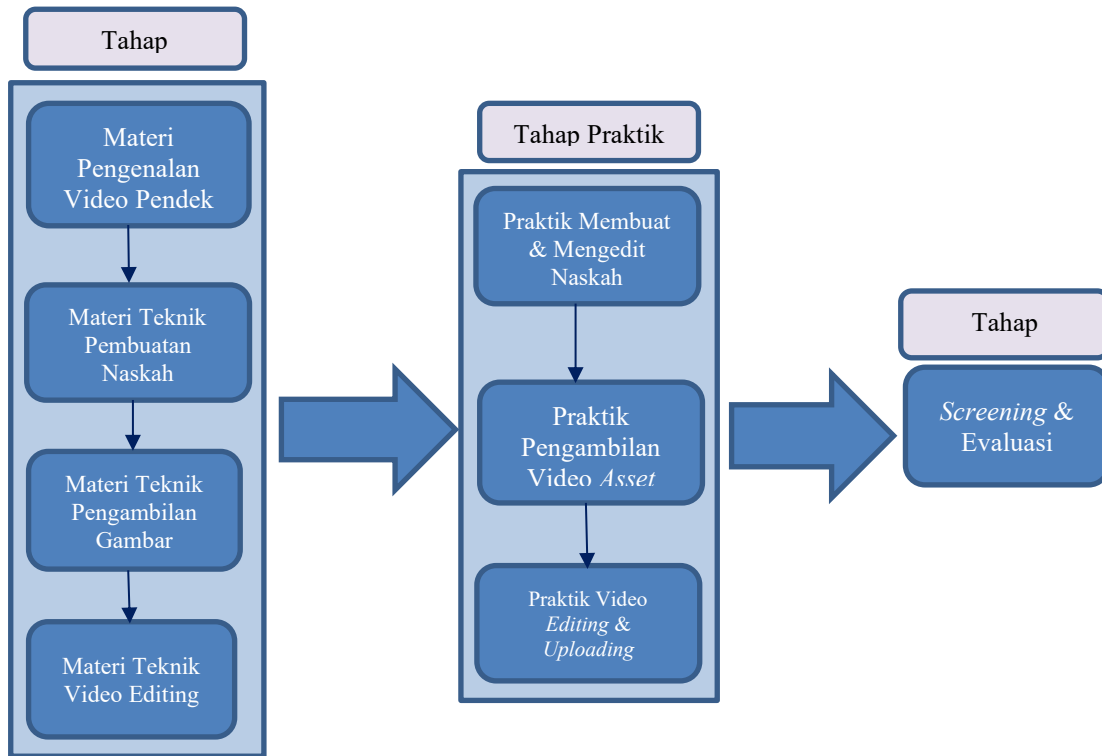 Tahap
Materi
Pengenalan
Video Pendek
Materi Teknik
Pembuatan
Naskah
Materi Teknik
Pengambilan
Gambar
Materi Teknik
Video Editing
Tahap Praktik
Praktik Membuat
& Mengedit
Naskah
Praktik
Pengambilan
Video Asset
Praktik Video
Editing &
Uploading
Tahap
Screening &
Evaluasi